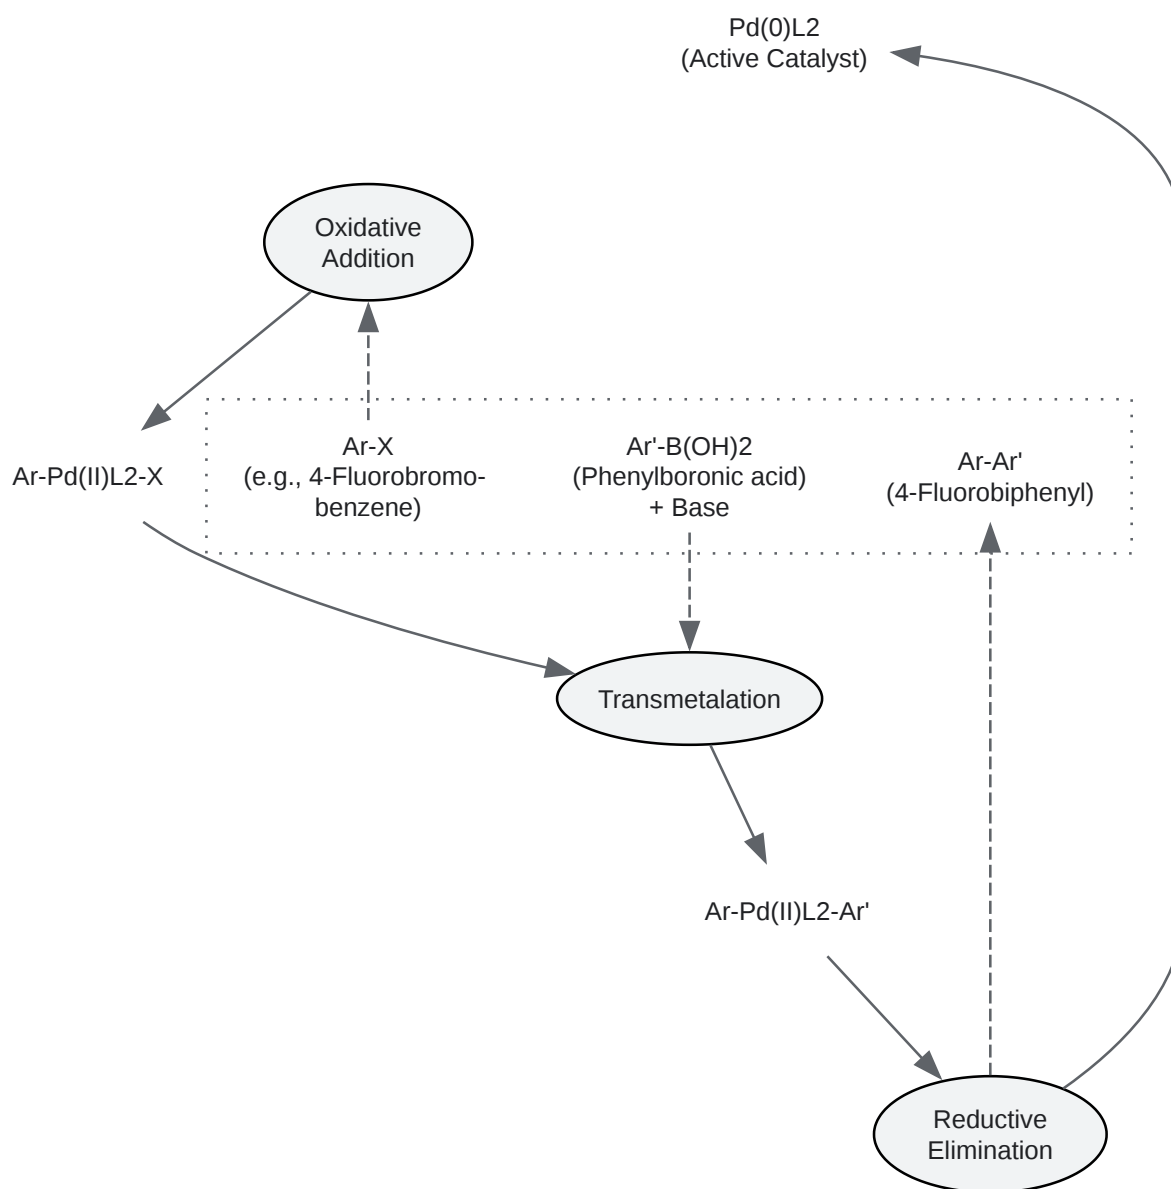 Pd(0)L2
(Active Catalyst)
Oxidative
Addition
Ar-Pd(II)L2-X
Ar-X
(e.g., 4-Fluorobromo-
benzene)
Ar'-B(OH)2
(Phenylboronic acid)
+ Base
Ar-Ar'
(4-Fluorobiphenyl)
Transmetalation
Ar-Pd(II)L2-Ar'
Reductive
Elimination